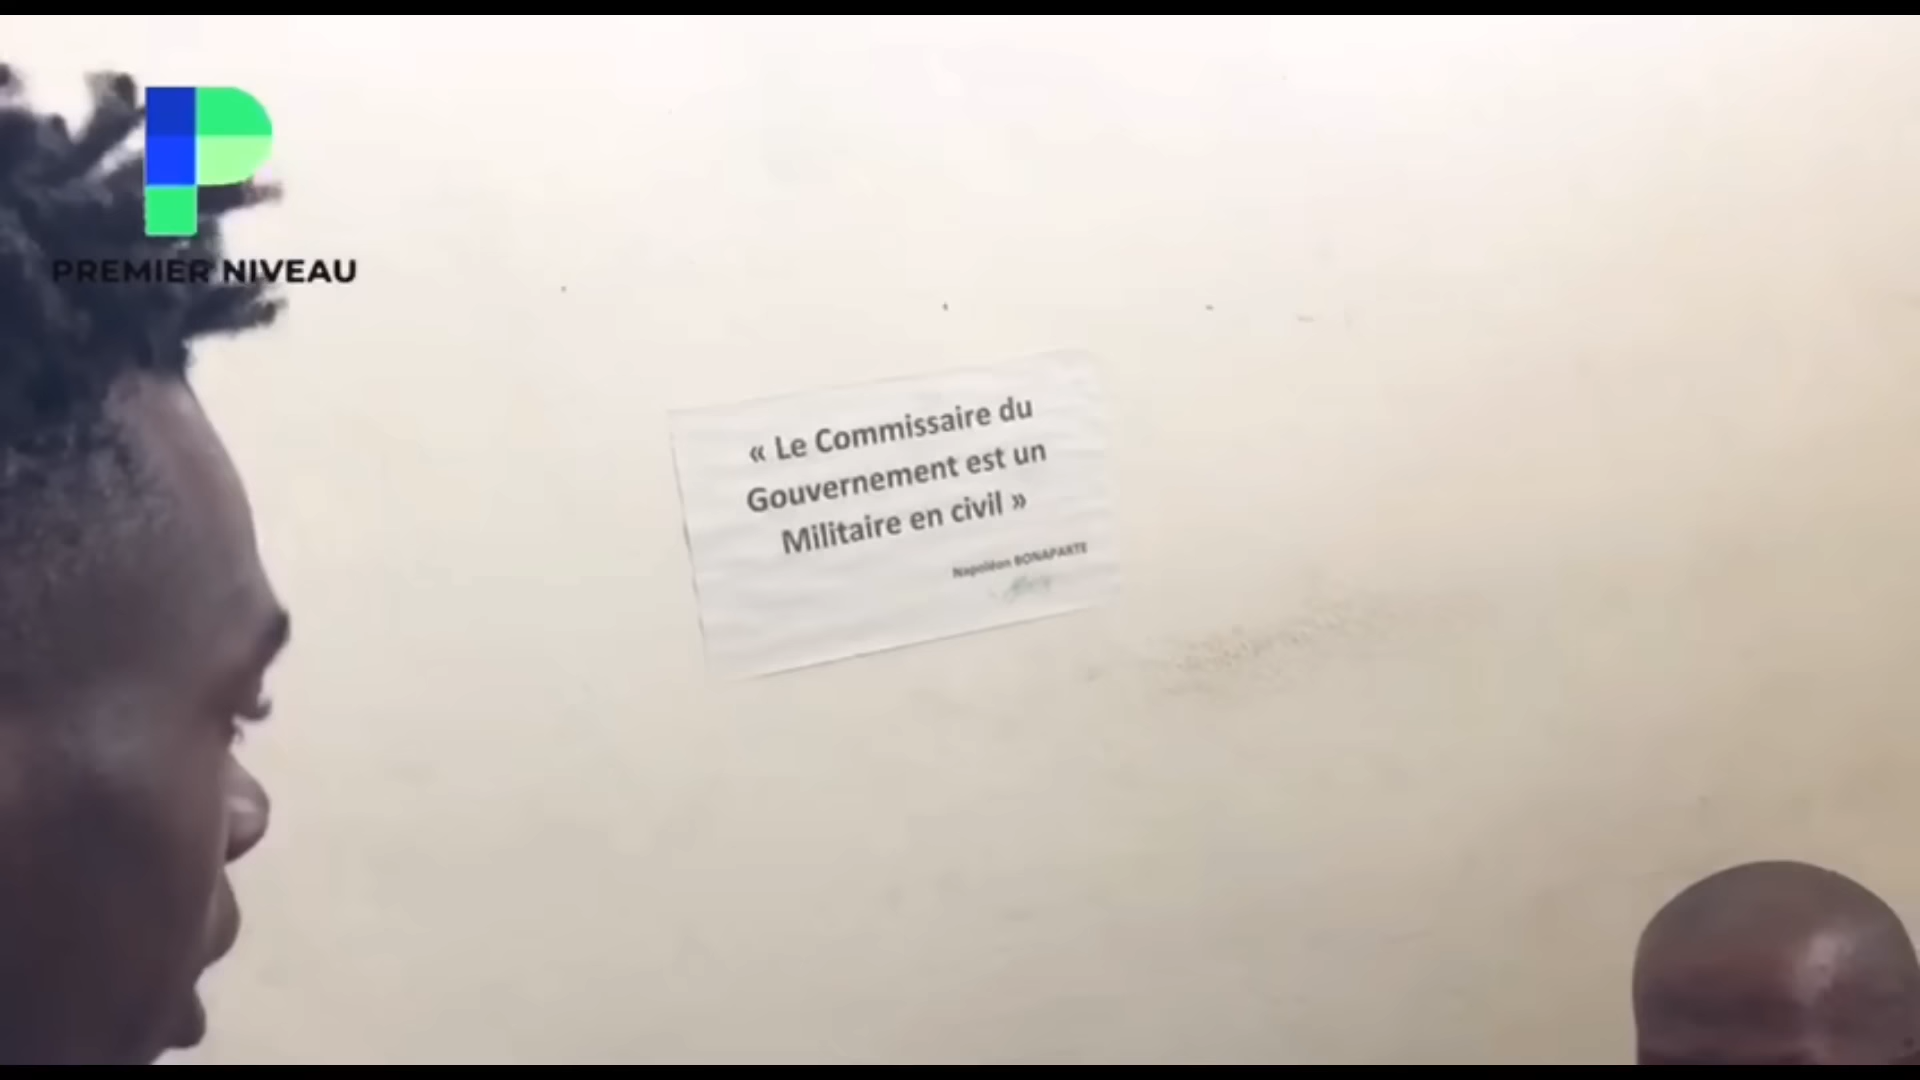 PREMIER NIVEAU
« Le Commissaire du
Gouvernement est un
Militaire en civil »
Napoléon BONAPARTE